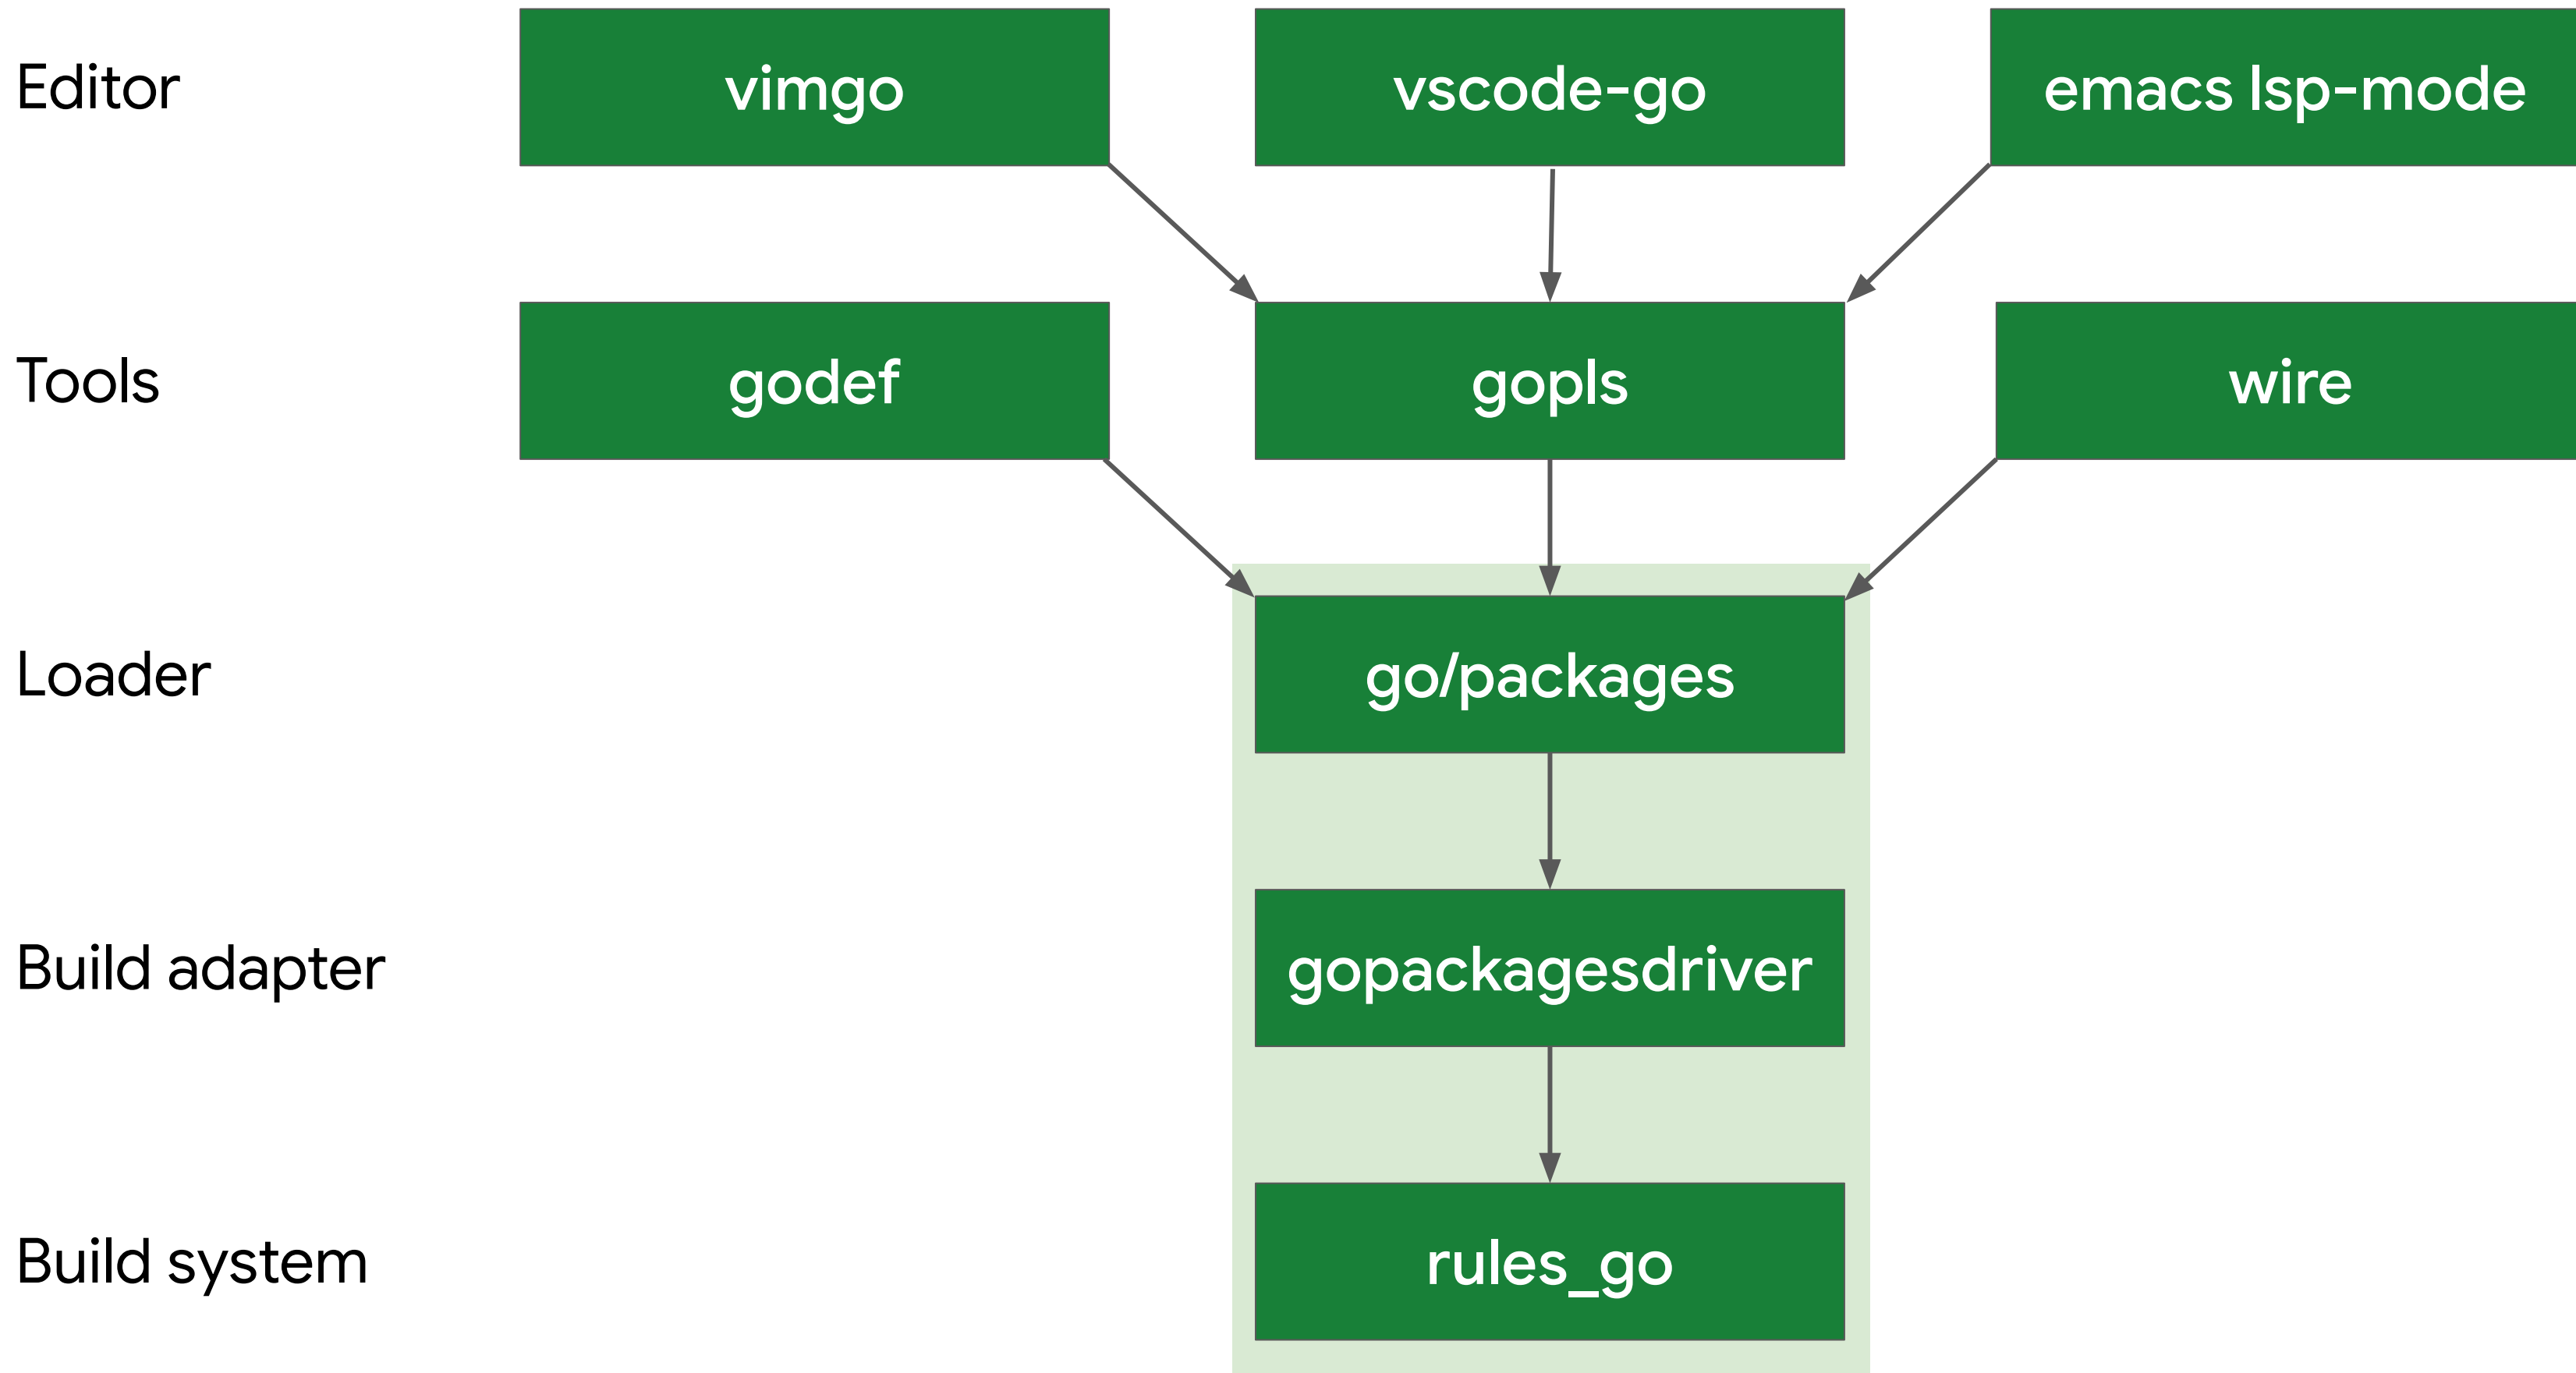 Editor
vimgo
vscode-go
emacs lsp-mode
Tools
godef
gopls
wire
Loader
go/packages
Build adapter
gopackagesdriver
Build system
rules_go